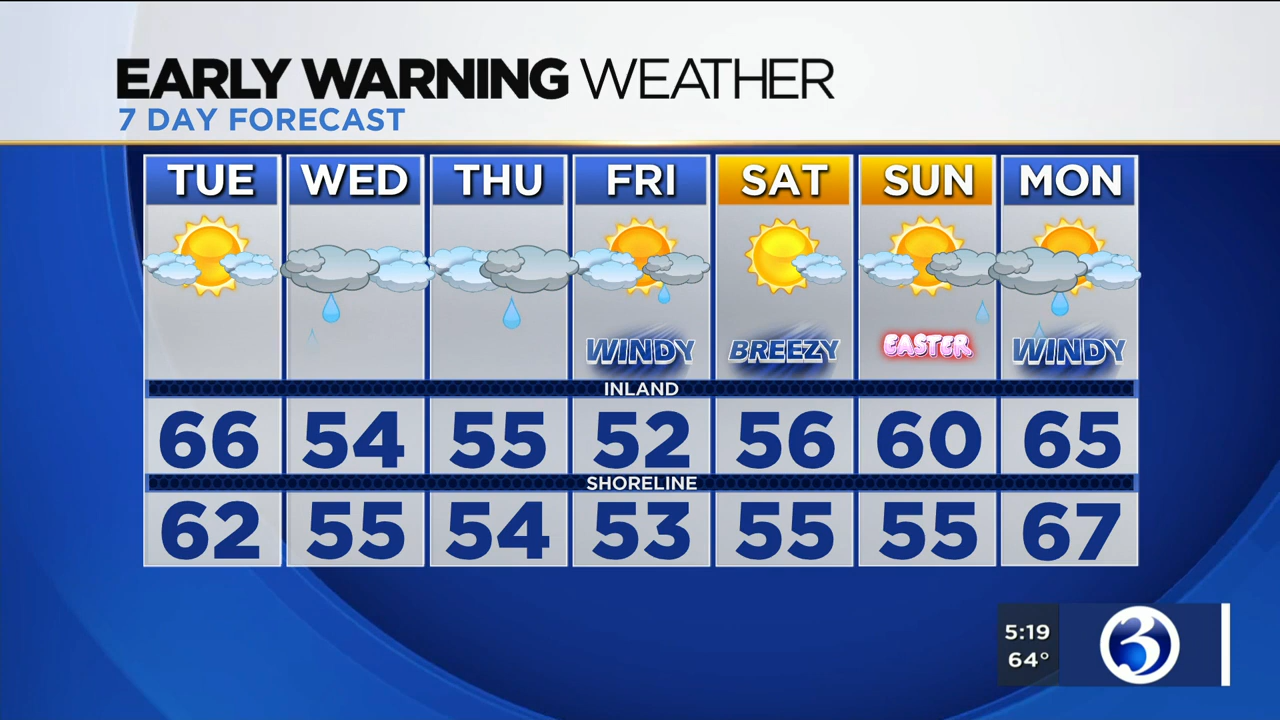 EARLY WARNING WEATHER
7 DAY FORECAST
TUE WED THU FRI SAT SUN MON
WINDY BREEZY EASTER WINDY
INLAND
66 54 55 52 56 60 65
SHORELINE
62 55 54 53 55 55 67
5:19
64°
3